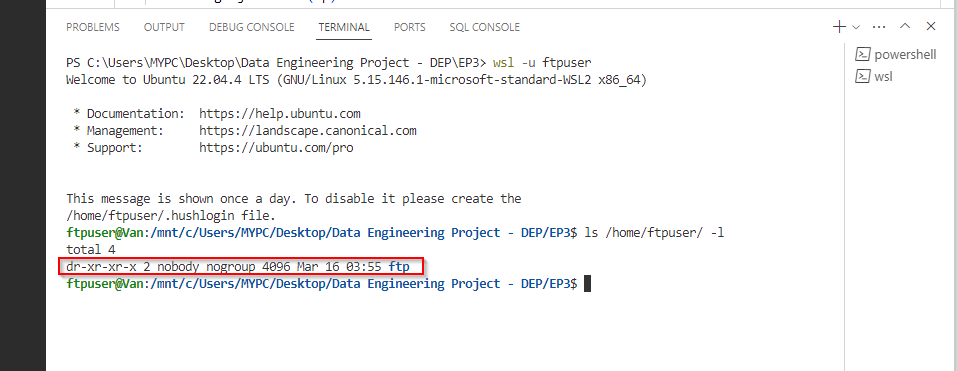 PROBLEMS OUTPUT DEBUG CONSOLE TERMINAL PORTS SQL CONSOLE
PS C:\Users\MYPC\Desktop\Data Engineering Project - DEP\EP3> wsl -u ftpuser
Welcome to Ubuntu 22.04.4 LTS (GNU/Linux 5.15.146.1-microsoft-standard-WSL2 x86_64)
* Documentation: https://help.ubuntu.com
* Management: https://landscape.canonical.com
* Support: https://ubuntu.com/pro
This message is shown once a day. To disable it please create the
/home/ftpuser/.hushlogin file.
ftpuser@Van:/mnt/c/Users/MYPC/Desktop/Data Engineering Project - DEP/EP3$ ls /home/ftpuser/ -l
total 4
dr-xr-xr-x 2 nobody nogroup 4096 Mar 16 03:55 ftp
ftpuser@Van:/mnt/c/Users/MYPC/Desktop/Data Engineering Project - DEP/EP3$
powershell
wsl